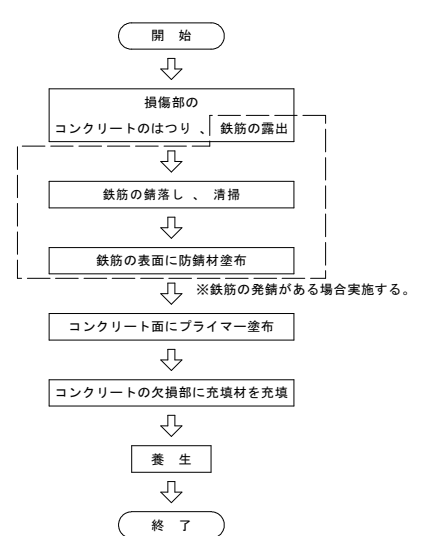 開 始
損傷部の
コンクリートのはつり 、 鉄筋の露出
鉄筋の錆落し 、 清掃
鉄筋の表面に防錆材塗布
※鉄筋の発錆がある場合実施する。
コンクリート面にプライマー塗布
コンクリートの欠損部に充填材を充填
養 生
終 了